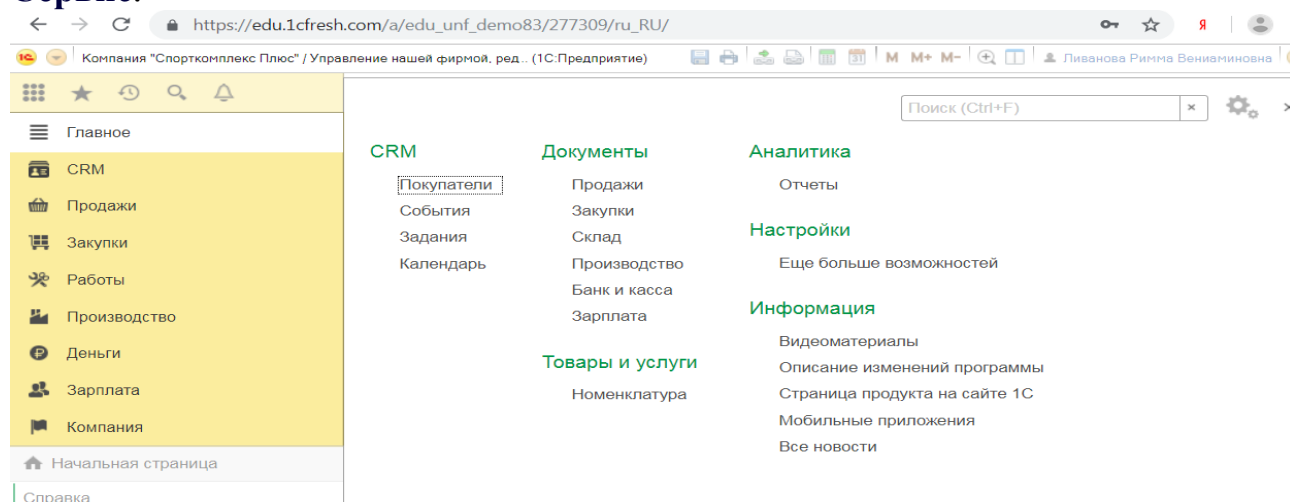 Сервис.
https://edu.1cfresh.com/a/edu_unf_demo83/277309/ru_RU/
Компания "Спорткомплекс Плюс" / Управление нашей фирмой, ред.. (1С:Предприятие)
31 M M+ M- Ливанова Римма Вениаминовна
Поиск (Ctrl+F)
Главное
CRM
Продажи
Закупки
Работы
Производство
Деньги
Зарплата
Компания
Начальная страница
Справка
CRM
Покупатели
События
Задания
Календарь
Документы
Продажи
Закупки
Склад
Производство
Банк и касса
Зарплата
Товары и услуги
Номенклатура
Аналитика
Отчеты
Настройки
Еще больше возможностей
Информация
Видеоматериалы
Описание изменений программы
Страница продукта на сайте 1С
Мобильные приложения
Все новости